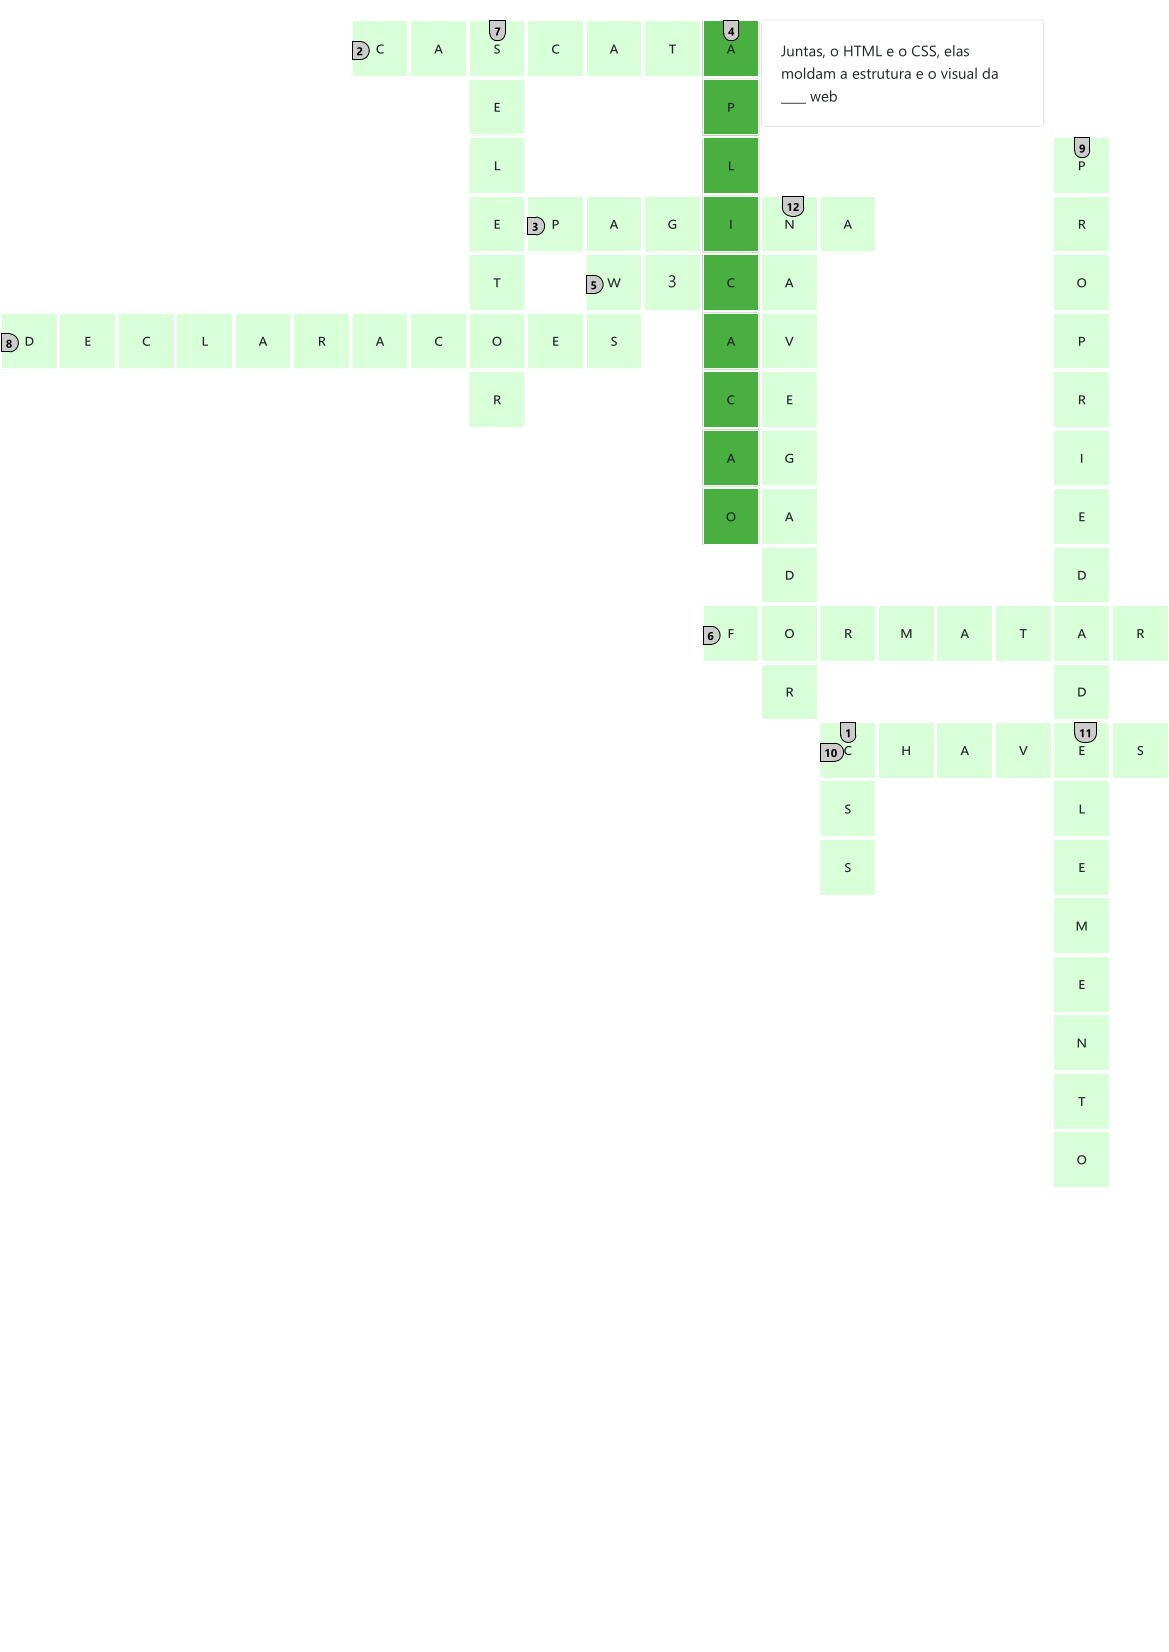 2 C A 7 S C A T 4 A
Juntas, o HTML e o CSS, elas
moldam a estrutura e o visual da
____ web
E P
L L 9 P
E 3 P A G I 12 N A R
T 5 W 3 C A O
8 D E C L A R A C O E S A V P
R C E R
A G I
O A E
D D
6 F O R M A T A R
R D
10 1 C H A V 11 E S
S L
S E
M
E
N
T
O